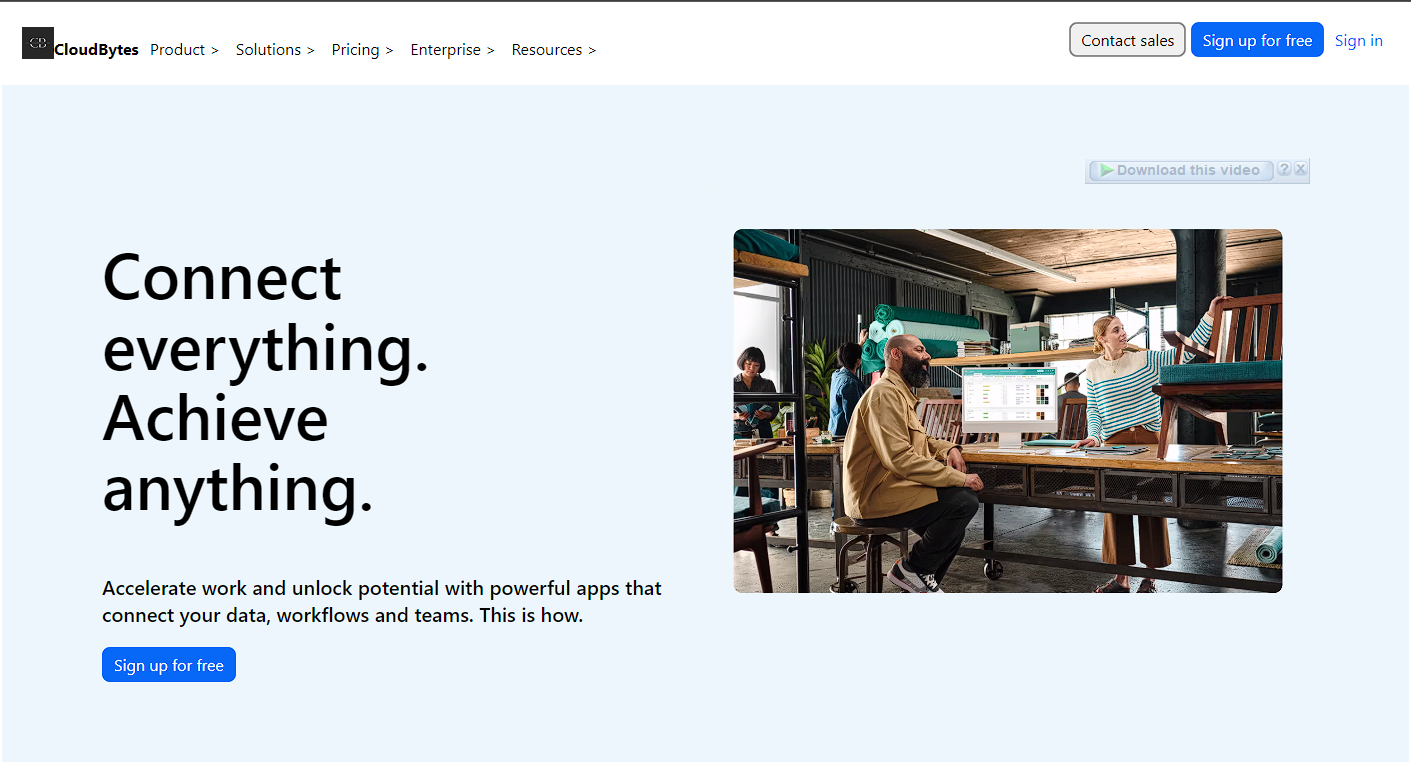 CB
CloudBytes Product > Solutions > Pricing > Enterprise > Resources > Contact sales Sign up for free Sign in
Download this video ? X
Connect
everything.
Achieve
anything.
Accelerate work and unlock potential with powerful apps that
connect your data, workflows and teams. This is how.
Sign up for free